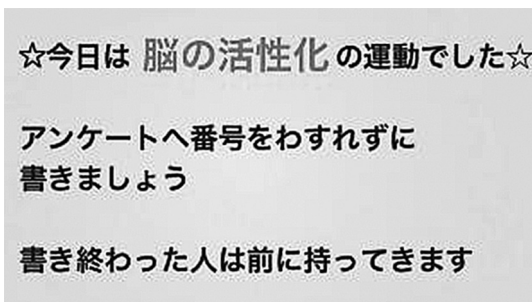 ☆今日は 脳の活性化 の運動でした☆
アンケートへ番号をわすれずに
書きましょう
書き終わった人は前に持ってきます